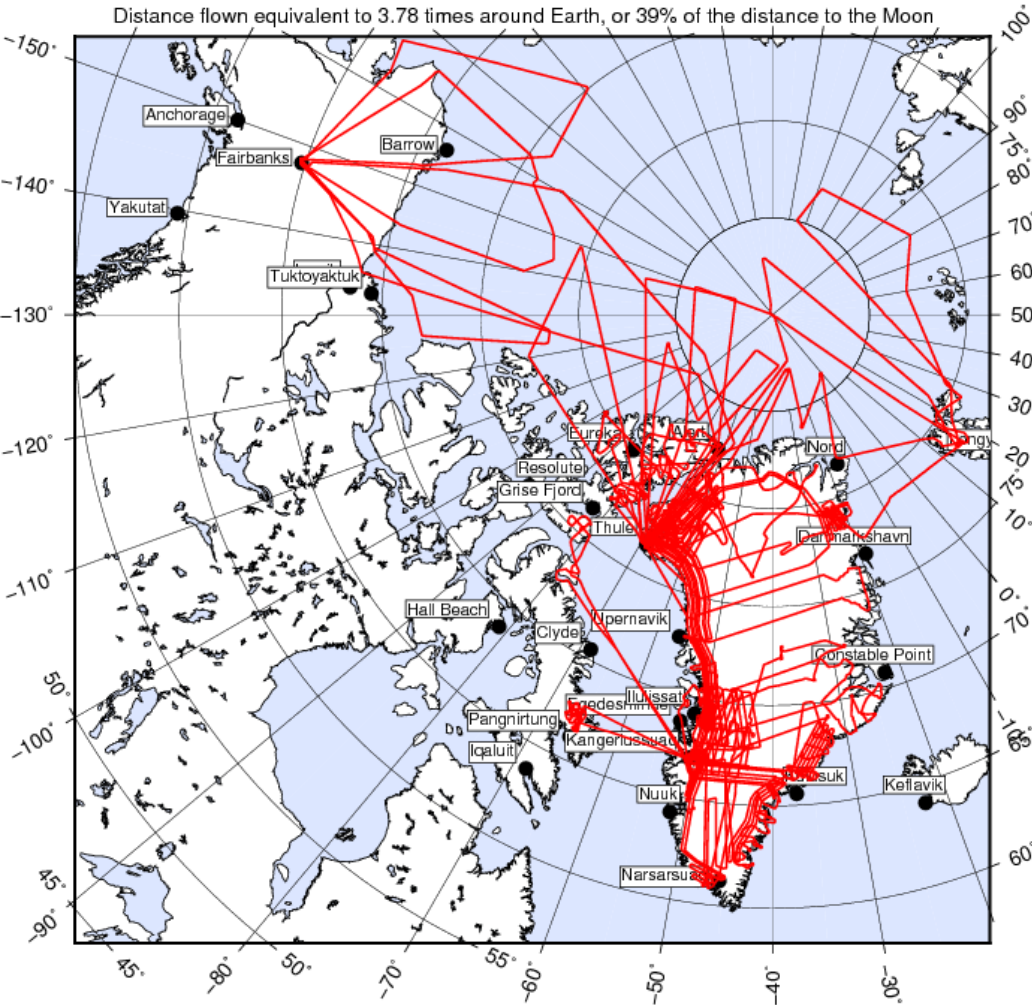 Distance flown equivalent to 3.78 times around Earth, or 39% of the distance to the Moon
−150°
100°
Anchorage
90°
Barrow
75°
Fairbanks
80°
−140°
Yakutat
70°
Tuktoyaktuk
60
−130°
50
40
30
−120°
Eureka
Alert
Nord
20°
Resolute
75°
Grise Fjord
10°
Thule
Danmarkshavn
−110°
0°
Hall Beach
Upernavik
70°
Clyde
Constable Point
50°
Ilulissat
−100°
Pangnirtung
65°
Kangerlussuaq
Iqaluit
Keflavik
Nuuk
60°
Narsarsuaq
45°
−90°
45°
−80°
50°
−70°
55°
−60°
−50°
−40°
−30°